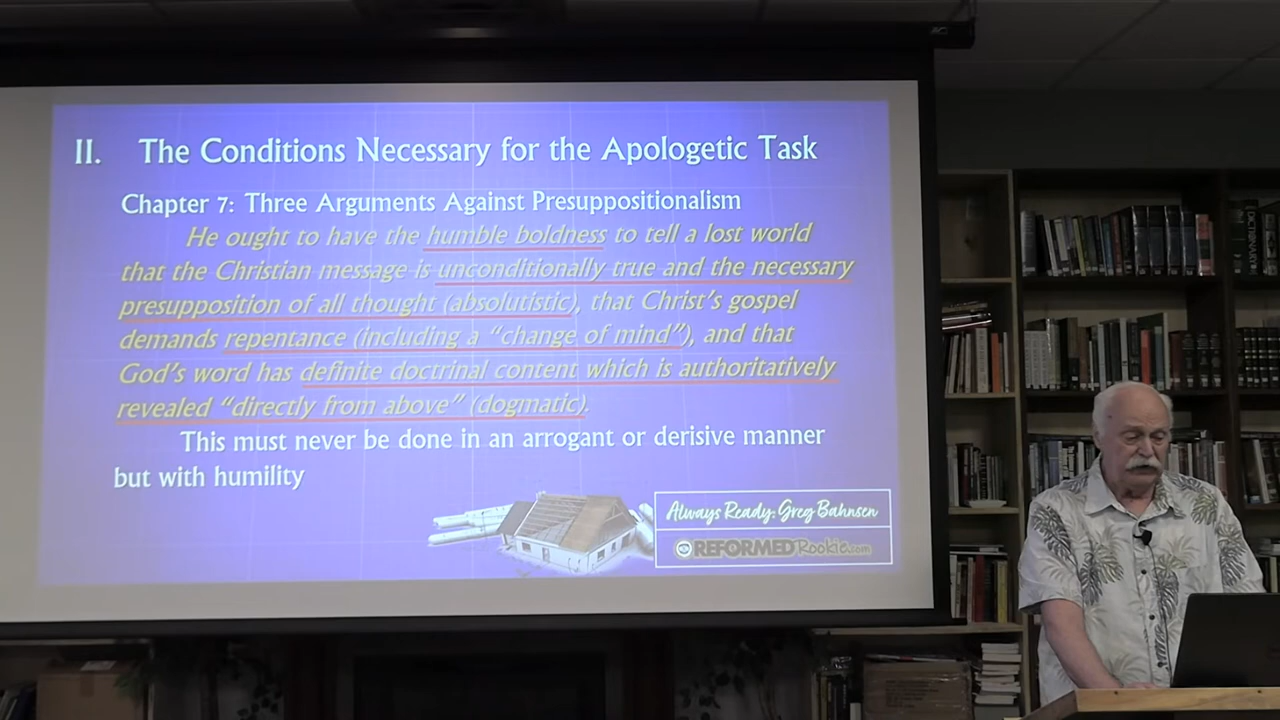 II. The Conditions Necessary for the Apologetic Task
Chapter 7: Three Arguments Against Presuppositionalism
He ought to have the humble boldness to tell a lost world
that the Christian message is unconditionally true and the necessary
presupposition of all thought (absolutistic), that Christ's gospel
demands repentance (including a "change of mind"), and that
God's word has definite doctrinal content which is authoritatively
revealed "directly from above" (dogmatic).
This must never be done in an arrogant or derisive manner
but with humility
Always Ready: Greg Bahnsen
REFORMEDRookie.com
DICTIONARY